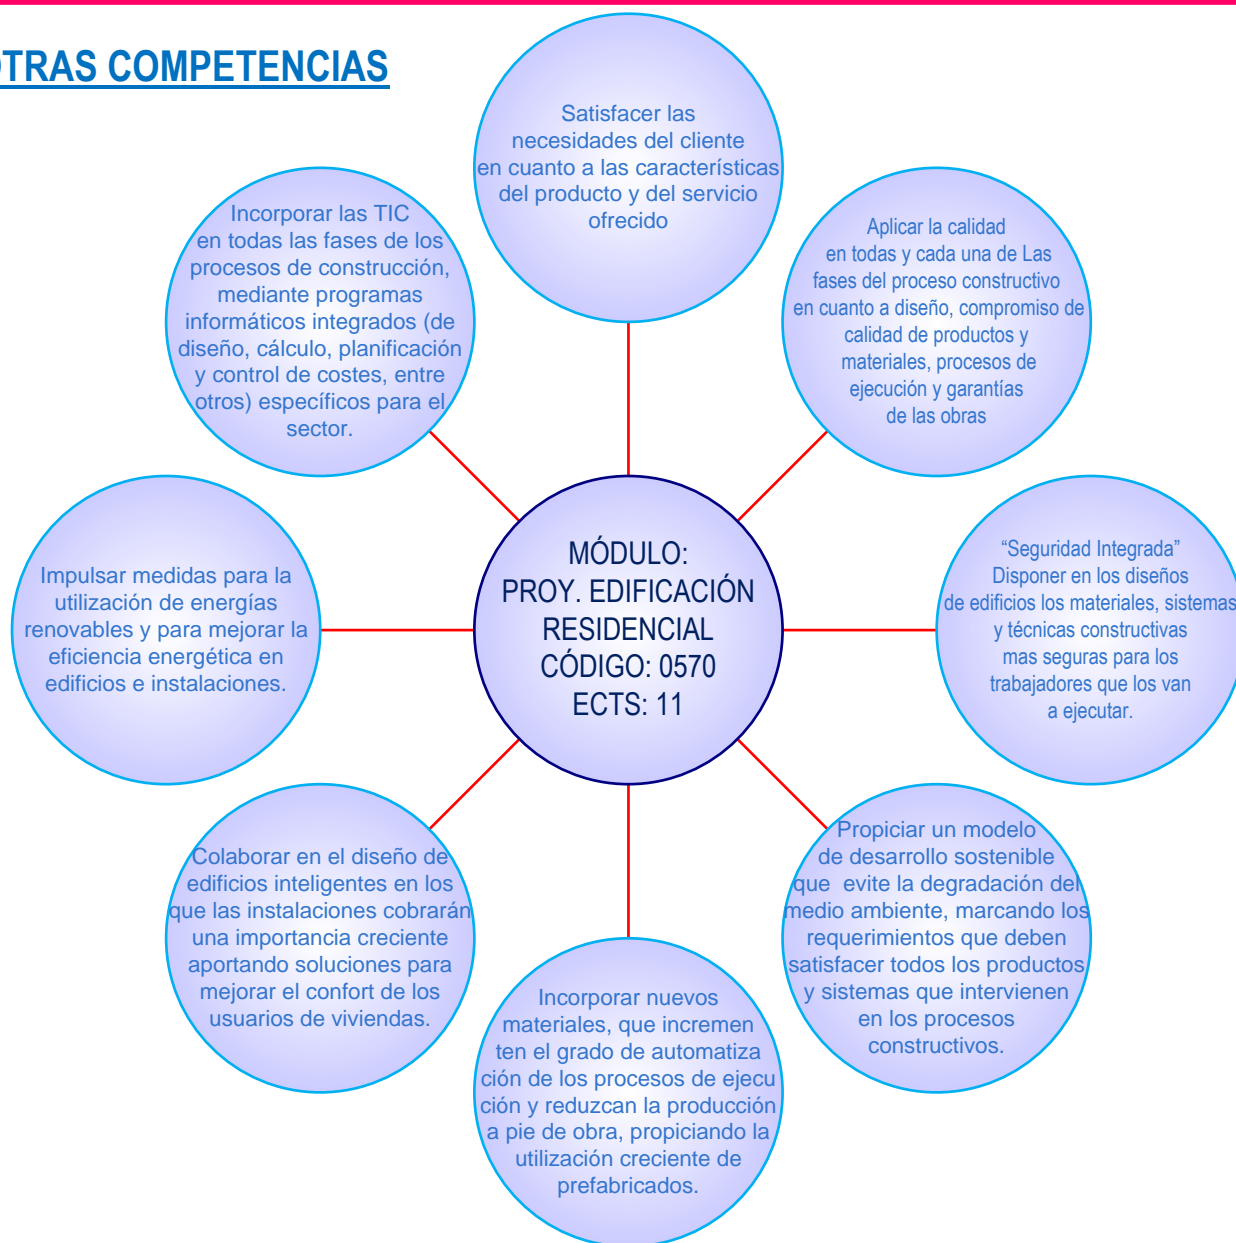 OTRAS COMPETENCIAS
Satisfacer las
necesidades del cliente
en cuanto a las características
del producto y del servicio
ofrecido
Aplicar la calidad
en todas y cada una de Las
fases del proceso constructivo
en cuanto a diseño, compromiso de
calidad de productos y
materiales, procesos de
ejecución y garantías
de las obras
“Seguridad Integrada”
Disponer en los diseños
de edificios los materiales, sistemas
y técnicas constructivas
mas seguras para los
trabajadores que los van
a ejecutar.
Propiciar un modelo
de desarrollo sostenible
que evite la degradación del
medio ambiente, marcando los
requerimientos que deben
satisfacer todos los productos
y sistemas que intervienen
en los procesos
constructivos.
Incorporar nuevos
materiales, que incremen
ten el grado de automatiza
ción de los procesos de ejecu
ción y reduzcan la producción
a pie de obra, propiciando la
utilización creciente de
prefabricados.
Colaborar en el diseño de
edificios inteligentes en los
que las instalaciones cobrarán
una importancia creciente
aportando soluciones para
mejorar el confort de los
usuarios de viviendas.
Impulsar medidas para la
utilización de energías
renovables y para mejorar la
eficiencia energética en
edificios e instalaciones.
Incorporar las TIC
en todas las fases de los
procesos de construcción,
mediante programas
informáticos integrados (de
diseño, cálculo, planificación
y control de costes, entre
otros) específicos para el
sector.
MÓDULO:
PROY. EDIFICACIÓN
RESIDENCIAL
CÓDIGO: 0570
ECTS: 11